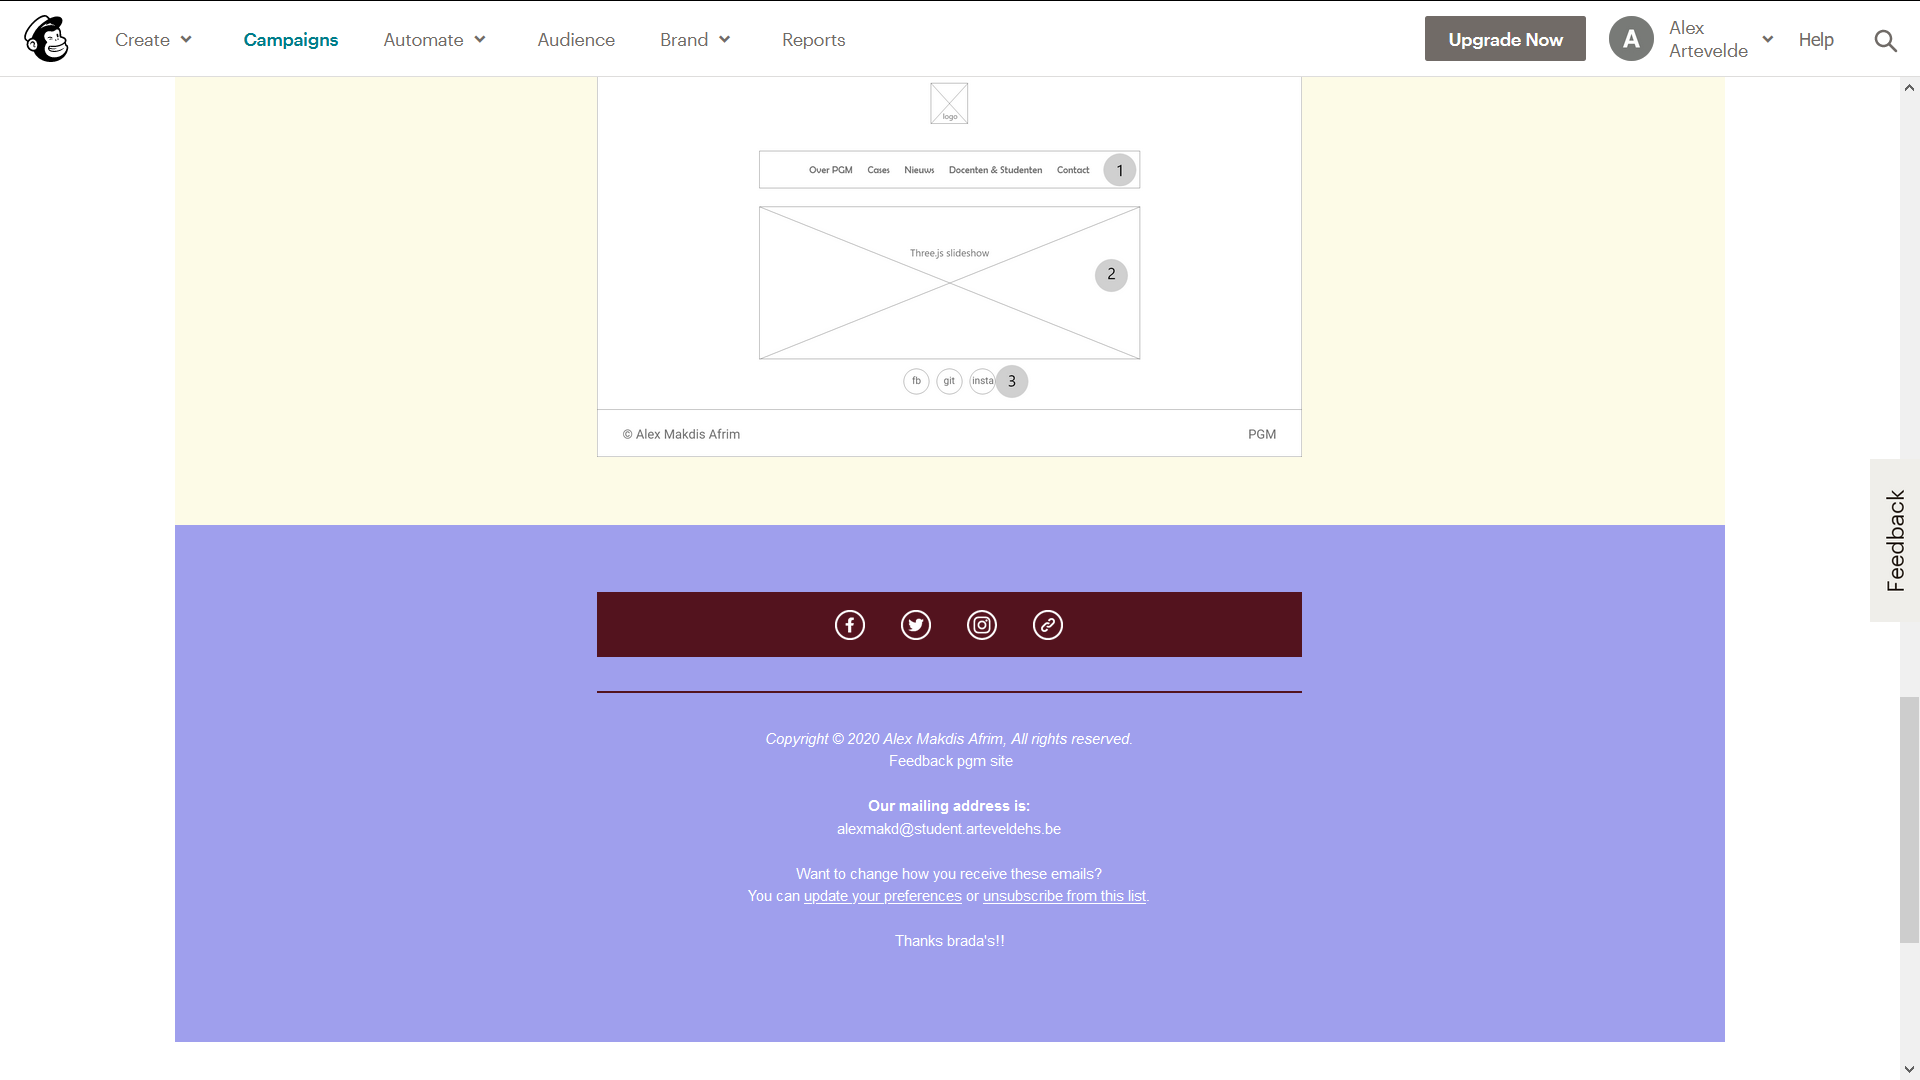 Create Campaigns Automate Audience Brand Reports Upgrade Now A Alex Artevelde Help
logo
Over PGM Cases Nieuws Docenten & Studenten Contact 1
Three.js slideshow
2
fb git insta 3
© Alex Makdis Afrim PGM
Feedback
Copyright © 2020 Alex Makdis Afrim, All rights reserved.
Feedback pgm site
Our mailing address is:
alexmakd@student.arteveldehs.be
Want to change how you receive these emails?
You can update your preferences or unsubscribe from this list.
Thanks brada's!!